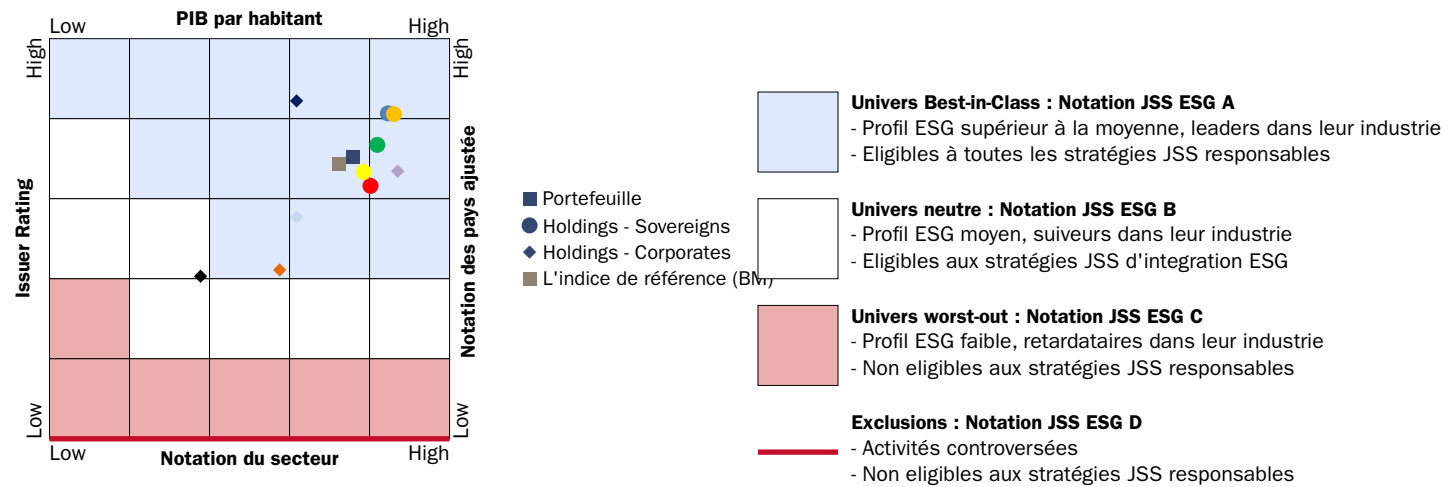 PIB par habitant
Low
High
High
High
Issuer Rating
Notation des pays ajustée
Low
Low
Low
High
Notation du secteur
Portefeuille
Holdings - Sovereigns
Holdings - Corporates
L'indice de référence (BM)
Univers Best-in-Class : Notation JSS ESG A
- Profil ESG supérieur à la moyenne, leaders dans leur industrie
- Eligibles à toutes les stratégies JSS responsables
Univers neutre : Notation JSS ESG B
- Profil ESG moyen, suiveurs dans leur industrie
- Eligibles aux stratégies JSS d'integration ESG
Univers worst-out : Notation JSS ESG C
- Profil ESG faible, retardataires dans leur industrie
- Non eligibles aux stratégies JSS responsables
Exclusions : Notation JSS ESG D
- Activités controversées
- Non eligibles aux stratégies JSS responsables